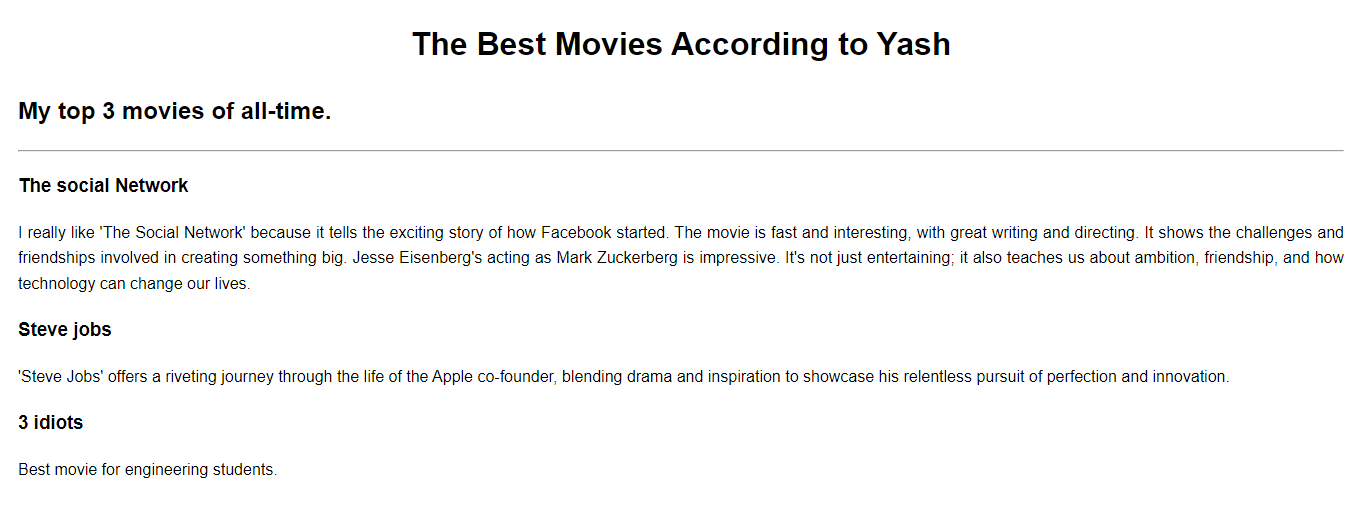 The Best Movies According to Yash
My top 3 movies of all-time.
The social Network
I really like 'The Social Network' because it tells the exciting story of how Facebook started. The movie is fast and interesting, with great writing and directing. It shows the challenges and
friendships involved in creating something big. Jesse Eisenberg's acting as Mark Zuckerberg is impressive. It's not just entertaining; it also teaches us about ambition, friendship, and how
technology can change our lives.
Steve jobs
'Steve Jobs' offers a riveting journey through the life of the Apple co-founder, blending drama and inspiration to showcase his relentless pursuit of perfection and innovation.
3 idiots
Best movie for engineering students.